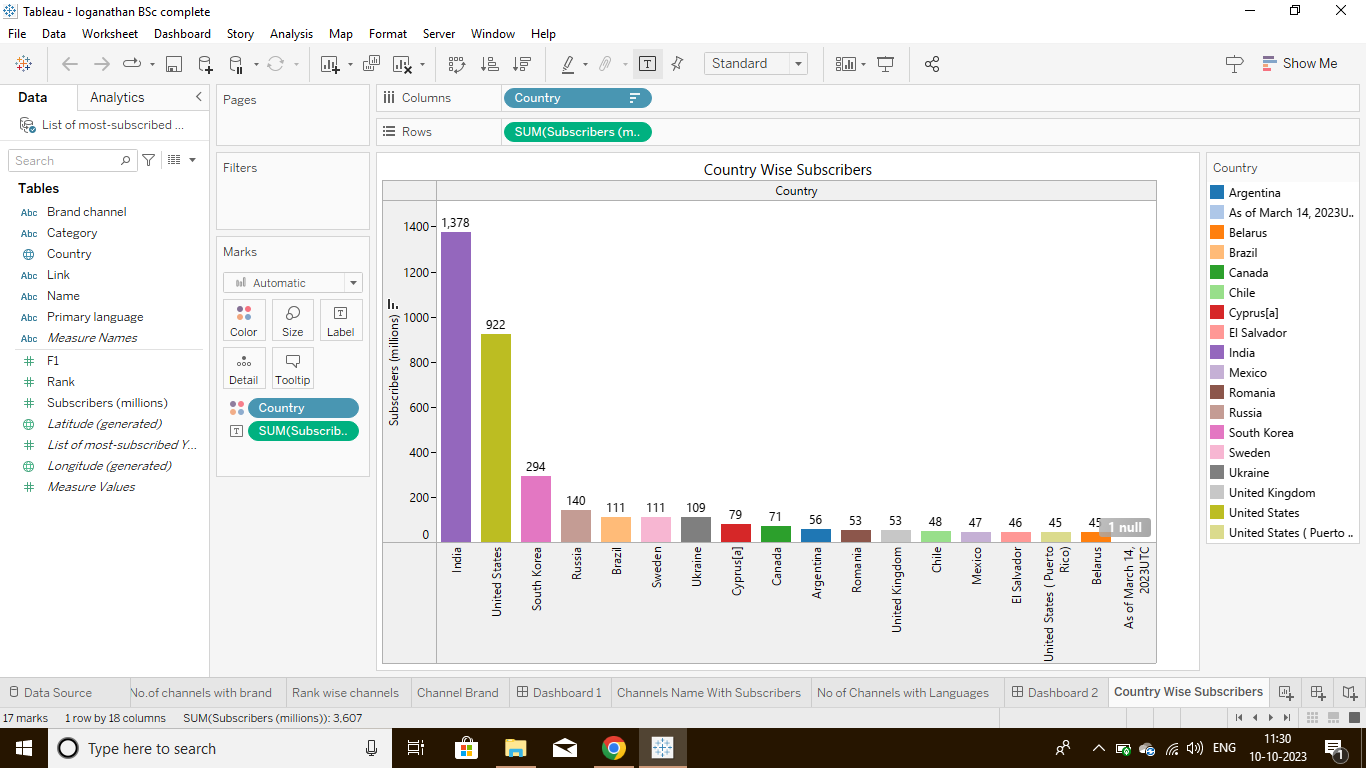 Tableau - loganathan BSc complete
File Data Worksheet Dashboard Story Analysis Map Format Server Window Help
Standard
Show Me
Data Analytics
List of most-subscribed ...
Search
Tables
Abc Brand channel
Abc Category
Country
Abc Link
Abc Name
Abc Primary language
Abc Measure Names
# F1
# Rank
# Subscribers (millions)
Latitude (generated)
# List of most-subscribed Y...
Longitude (generated)
# Measure Values
Pages
Filters
Marks
Automatic
Color Size T Label
Detail Tooltip
Country
T SUM(Subscrib..
Columns Country
Rows SUM(Subscribers (m..
Country Wise Subscribers
Country
Subscribers (millions)
1400
1200
1000
800
600
400
200
0
1,378
922
294
140
111
111
109
79
71
56
53
53
48
47
46
45
45
1 null
India
United States
South Korea
Russia
Brazil
Sweden
Ukraine
Cyprus[a]
Canada
Argentina
Romania
United Kingdom
Chile
Mexico
El Salvador
United States ( Puerto
Rico)
Belarus
As of March 14,
2023UTC
Country
Argentina
As of March 14, 2023U..
Belarus
Brazil
Canada
Chile
Cyprus[a]
El Salvador
India
Mexico
Romania
Russia
South Korea
Sweden
Ukraine
United Kingdom
United States
United States ( Puerto ..
Data Source No.of channels with brand Rank wise channels Channel Brand Dashboard 1 Channels Name With Subscribers No of Channels with Languages Dashboard 2 Country Wise Subscribers
17 marks 1 row by 18 columns SUM(Subscribers (millions)): 3,607
Type here to search
ENG
11:30
10-10-2023
1